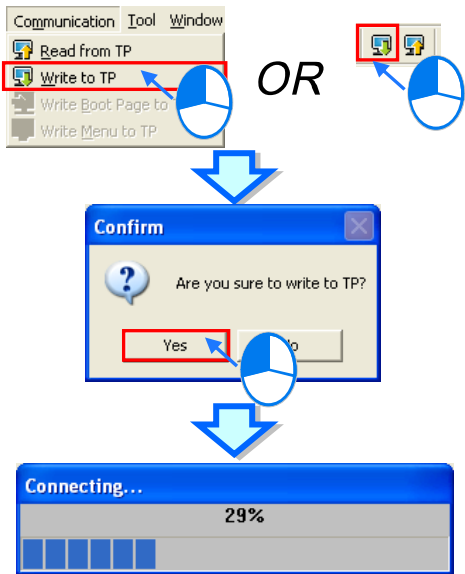 Communication Tool Window
Read from TP
OR
Write to TP
Write Boot Page to
Write Menu to TP
Confirm
Are you sure to write to TP?
Yes
Connecting...
29%